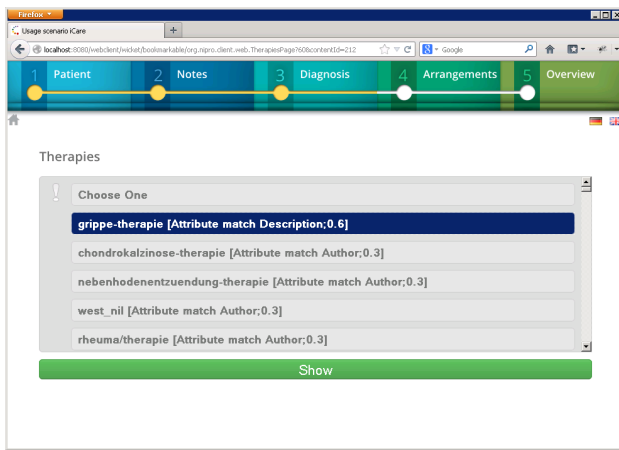 Firefox
Usage scenario iCare
localhost:8080/webclient/wicket/bookmarkable/org.nipro.client.web.TherapiesPage?60&contentId=212
Google
1 Patient 2 Notes 3 Diagnosis 4 Arrangements 5 Overview
Therapies
! Choose One
grippe-therapie [Attribute match Description;0.6]
chondrokalzinose-therapie [Attribute match Author;0.3]
nebenhodenentzuendung-therapie [Attribute match Author;0.3]
west_nil [Attribute match Author;0.3]
rheuma/therapie [Attribute match Author;0.3]
Show